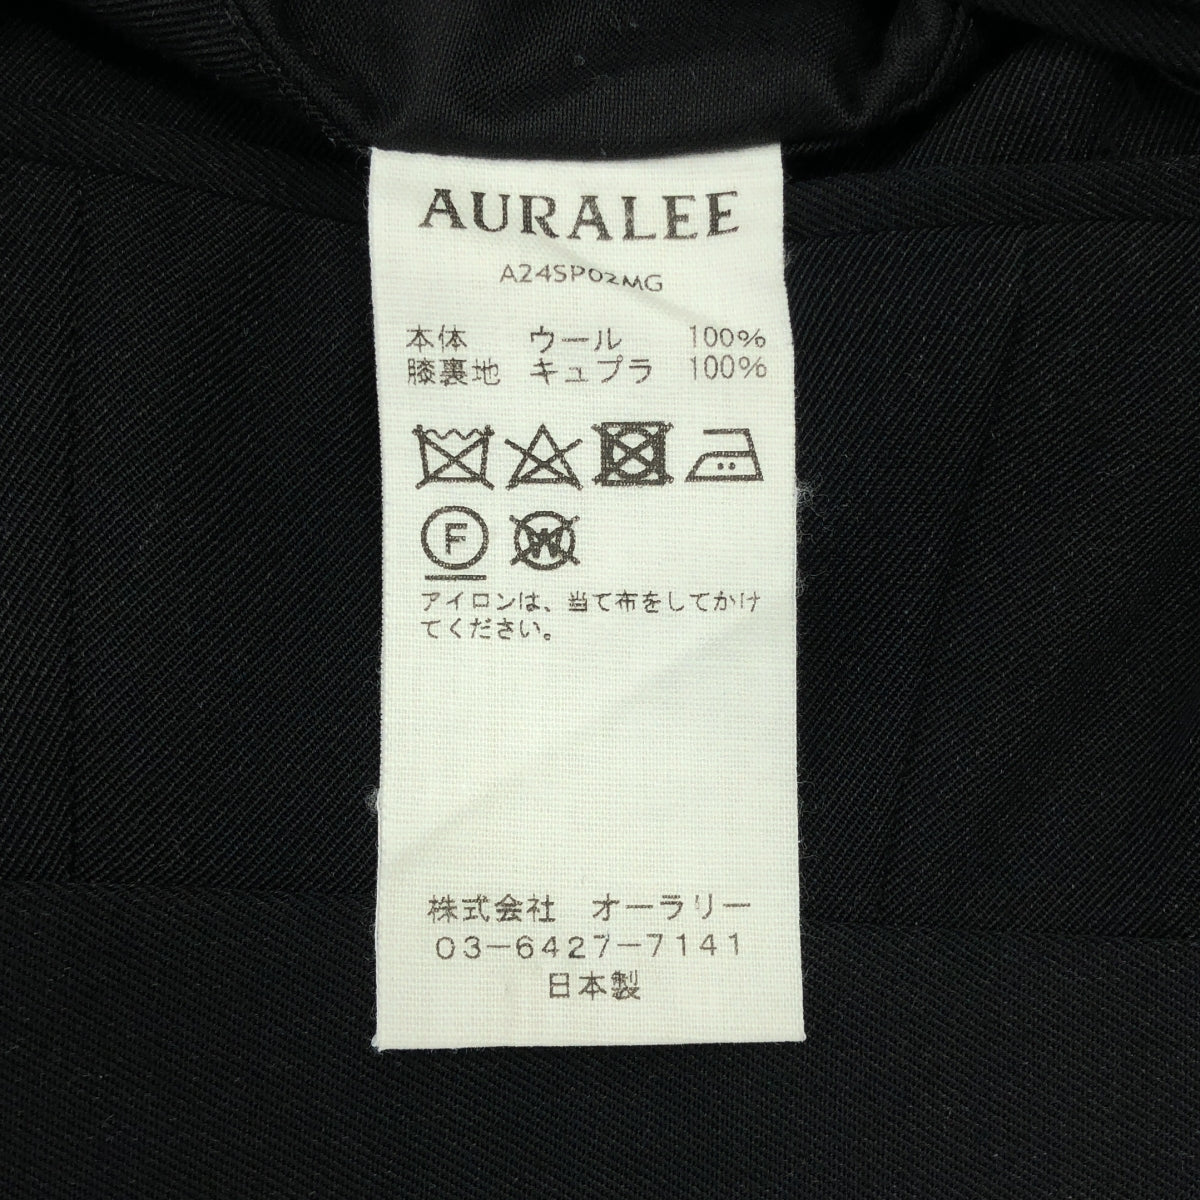 AURALEE
A24SP02MG
本体 ウール 100%
膝裏地 キュプラ 100%
F W
アイロンは、当て布をしてかけ
てください。
株式会社 オーラリー
03-6427-7141
日本製